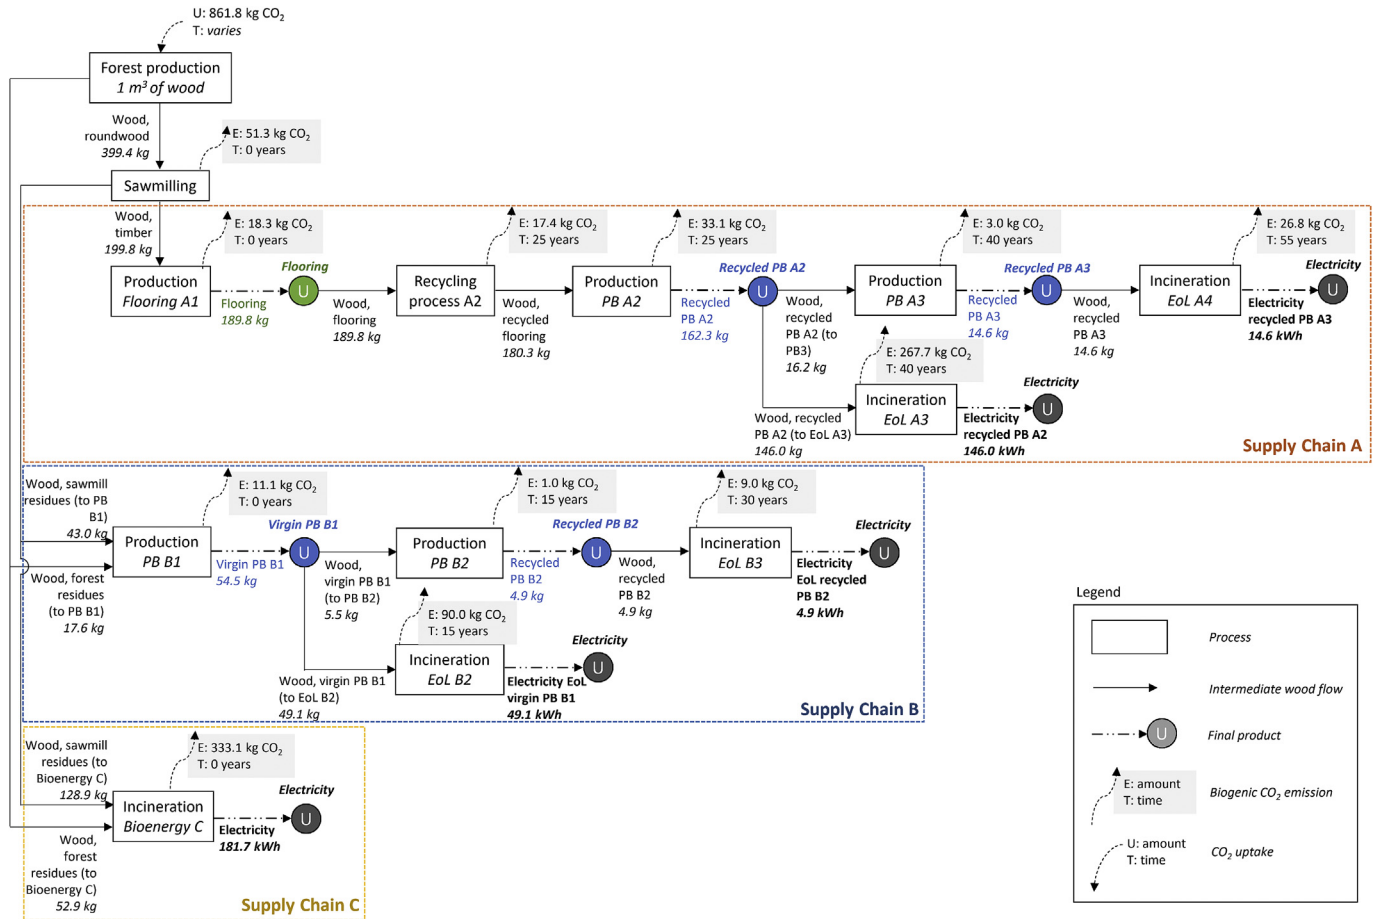 U: 861.8 kg CO2
T: varies
Forest production
1 m3 of wood
Wood,
roundwood
399.4 kg
E: 51.3 kg CO2
T: 0 years
Sawmilling
Wood,
timber
199.8 kg
E: 18.3 kg CO2
T: 0 years
Production
Flooring A1
Flooring
189.8 kg
Flooring
U
Wood,
flooring
189.8 kg
E: 17.4 kg CO2
T: 25 years
Recycling
process A2
Wood,
recycled
flooring
180.3 kg
E: 33.1 kg CO2
T: 25 years
Production
PB A2
Recycled
PB A2
162.3 kg
Recycled PB A2
U
Wood,
recycled
PB A2 (to
PB3)
16.2 kg
E: 3.0 kg CO2
T: 40 years
Production
PB A3
Recycled
PB A3
14.6 kg
Recycled PB A3
U
Wood,
recycled
PB A3
14.6 kg
E: 26.8 kg CO2
T: 55 years
Incineration
EoL A4
Electricity
recycled PB A3
14.6 kWh
Electricity
U
Wood, recycled
PB A2 (to EoL A3)
146.0 kg
E: 267.7 kg CO2
T: 40 years
Incineration
EoL A3
Electricity
recycled PB A2
146.0 kWh
Electricity
U
Supply Chain A
Wood, sawmill
residues (to PB
B1)
43.0 kg
Wood, forest
residues
(to PB B1)
17.6 kg
E: 11.1 kg CO2
T: 0 years
Production
PB B1
Virgin PB B1
54.5 kg
Virgin PB B1
U
Wood,
virgin PB B1
(to PB B2)
5.5 kg
E: 1.0 kg CO2
T: 15 years
Production
PB B2
Recycled
PB B2
4.9 kg
Recycled PB B2
U
Wood,
recycled
PB B2
4.9 kg
E: 9.0 kg CO2
T: 30 years
Incineration
EoL B3
Electricity
EoL recycled
PB B2
4.9 kWh
Electricity
U
Wood, virgin PB B1
(to EoL B2)
49.1 kg
E: 90.0 kg CO2
T: 15 years
Incineration
EoL B2
Electricity EoL
virgin PB B1
49.1 kWh
Electricity
U
Supply Chain B
Wood, sawmill
residues (to
Bioenergy C)
128.9 kg
Wood,
forest
residues (to
Bioenergy C)
52.9 kg
E: 333.1 kg CO2
T: 0 years
Incineration
Bioenergy C
Electricity
181.7 kWh
Electricity
U
Supply Chain C
Legend
Process
Intermediate wood flow
U
Final product
E: amount
T: time
Biogenic CO2 emission
U: amount
T: time
CO2 uptake